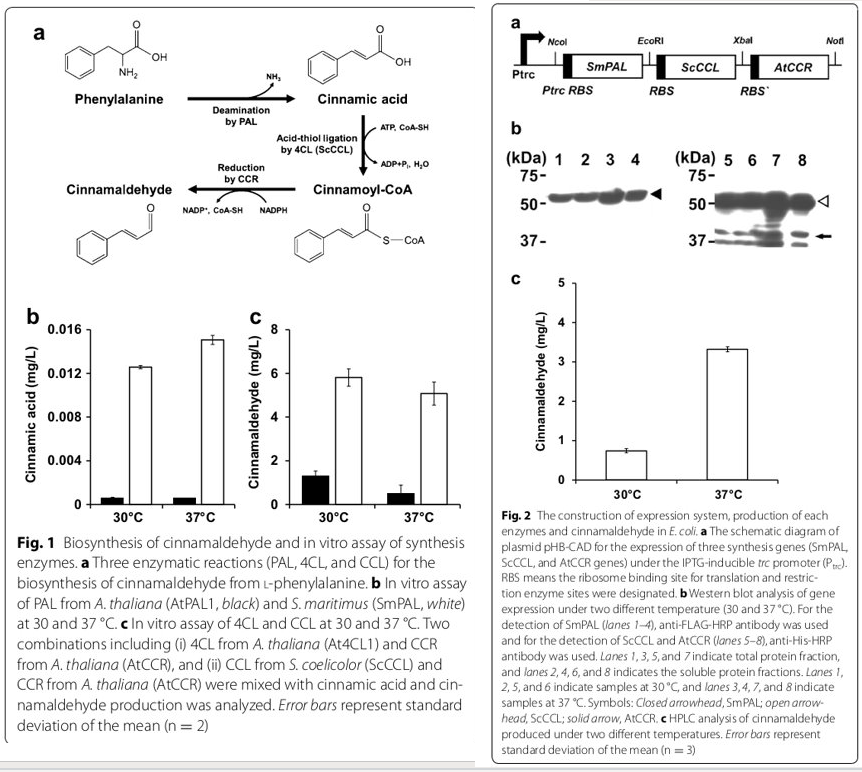 a
O
OH
NH2
Phenylalanine
NH3
Deamination
by PAL
O
OH
Cinnamic acid
Acid-thiol ligation
by 4CL (ScCCL)
ATP, CoA-SH
ADP+Pi, H2O
Reduction
by CCR
Cinnamaldehyde
Cinnamoyl-CoA
NADP+, CoA-SH
NADPH
O
O
S
CoA
b
Cinnamic acid (mg/L)
0.016
0.012
0.008
0.004
0
30°C
37°C
c
Cinnamaldehyde (mg/L)
8
6
4
2
0
30°C
37°C
Fig. 1 Biosynthesis of cinnamaldehyde and in vitro assay of synthesis
enzymes. a Three enzymatic reactions (PAL, 4CL, and CCL) for the
biosynthesis of cinnamaldehyde from L-phenylalanine. b In vitro assay
of PAL from A. thaliana (AtPAL1, black) and S. maritimus (SmPAL, white)
at 30 and 37 °C. c In vitro assay of 4CL and CCL at 30 and 37 °C. Two
combinations including (i) 4CL from A. thaliana (At4CL1) and CCR
from A. thaliana (AtCCR), and (ii) CCL from S. coelicolor (ScCCL) and
CCR from A. thaliana (AtCCR) were mixed with cinnamic acid and cin-
namaldehyde production was analyzed. Error bars represent standard
deviation of the mean (n = 2)
a
NcoI
EcoRI
XbaI
NotI
SmPAL
ScCCL
AtCCR
Ptrc
Ptrc RBS
RBS
RBS`
b
(kDa) 1 2 3 4
75
50
37
(kDa) 5 6 7 8
75
50
37
c
Cinnamaldehyde (mg/L)
5
4
3
2
1
0
30°C
37°C
Fig. 2 The construction of expression system, production of each
enzymes and cinnamaldehyde in E. coli. a The schematic diagram of
plasmid pHB-CAD for the expression of three synthesis genes (SmPAL,
ScCCL, and AtCCR genes) under the IPTG-inducible trc promoter (Ptrc).
RBS means the ribosome binding site for translation and restric-
tion enzyme sites were designated. b Western blot analysis of gene
expression under two different temperature (30 and 37 °C). For the
detection of SmPAL (lanes 1–4), anti-FLAG-HRP antibody was used
and for the detection of ScCCL and AtCCR (lanes 5–8), anti-His-HRP
antibody was used. Lanes 1, 3, 5, and 7 indicate total protein fraction,
and lanes 2, 4, 6, and 8 indicates the soluble protein fractions. Lanes 1,
2, 5, and 6 indicate samples at 30 °C, and lanes 3, 4, 7, and 8 indicate
samples at 37 °C. Symbols: Closed arrowhead, SmPAL; open arrow-
head, ScCCL; solid arrow, AtCCR. c HPLC analysis of cinnamaldehyde
produced under two different temperatures. Error bars represent
standard deviation of the mean (n = 3)